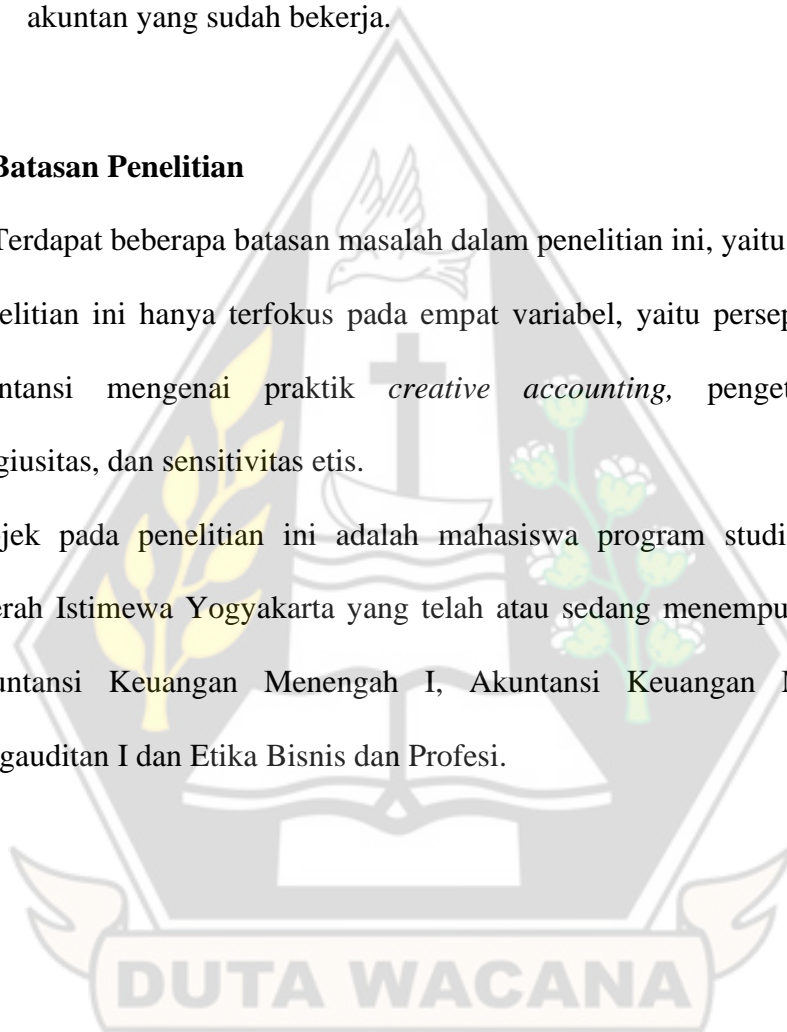 akuntan yang sudah bekerja.
Batasan Penelitian
Terdapat beberapa batasan masalah dalam penelitian ini, yaitu
elitian ini hanya terfokus pada empat variabel, yaitu persep
ntansi mengenai praktik creative accounting, penget
giusitas, dan sensitivitas etis.
jek pada penelitian ini adalah mahasiswa program studi
erah Istimewa Yogyakarta yang telah atau sedang menempu
untansi Keuangan Menengah I, Akuntansi Keuangan M
gauditan I dan Etika Bisnis dan Profesi.
DUTA WACANA